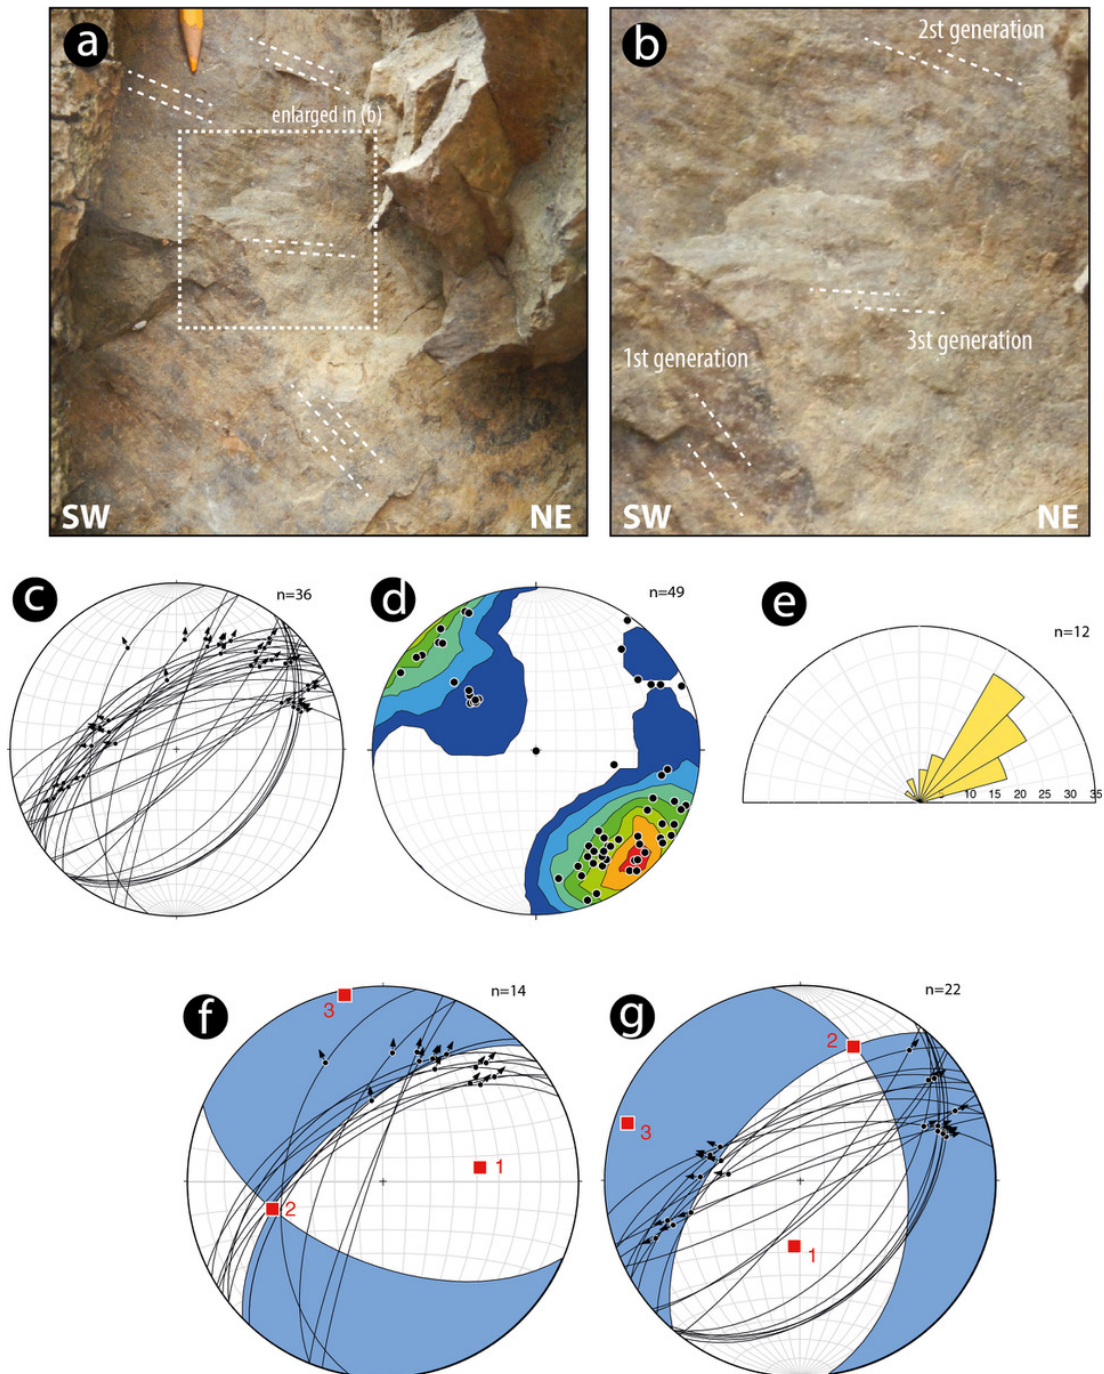 a
enlarged in (b)
SW
NE
b
2st generation
1st generation
3st generation
SW
NE
c
n=36
d
n=49
e
n=12
5 10 15 20 25 30 35
f
n=14
3
1
2
g
n=22
2
3
1